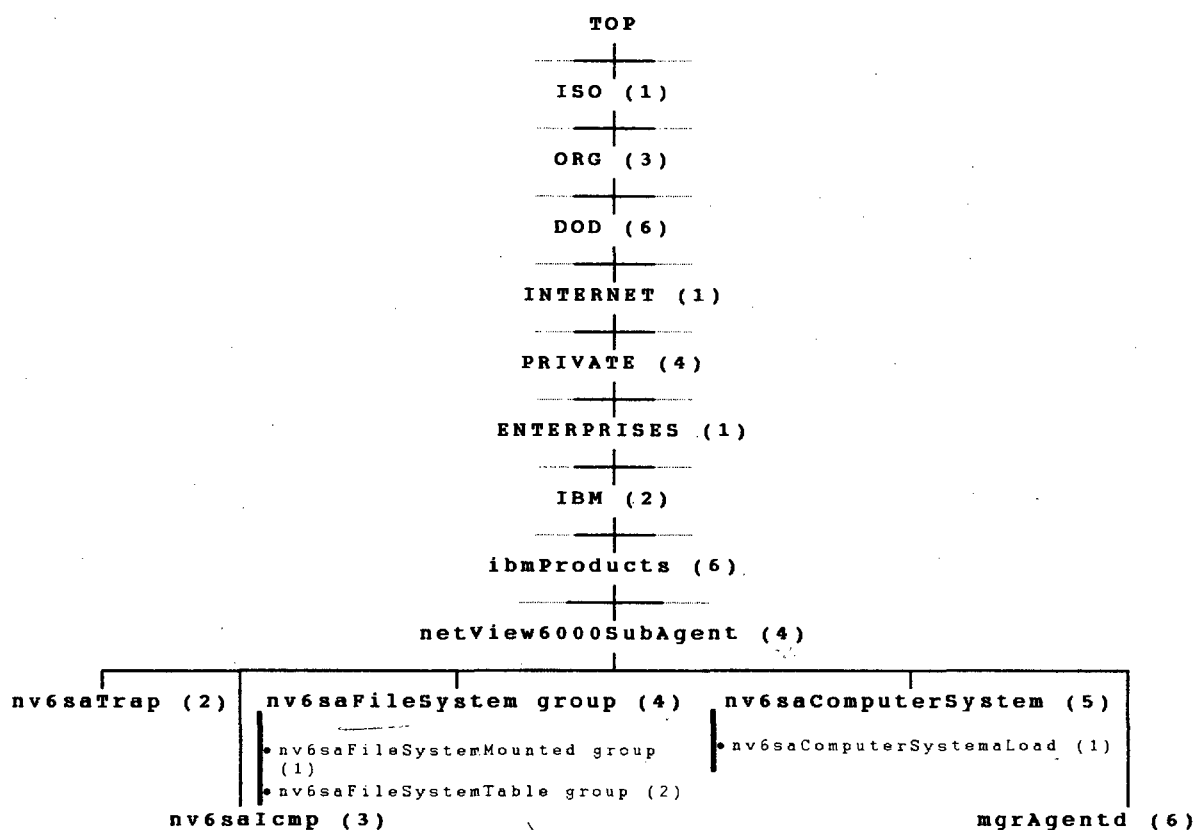 TOP
ISO (1)
ORG (3)
DOD (6)
INTERNET (1)
PRIVATE (4)
ENTERPRISES (1)
IBM (2)
ibmProducts (6)
netView6000SubAgent (4)
nv6saTrap (2) nv6saFileSystem group (4) nv6saComputerSystem (5)
nv6saFileSystemMounted group
(1)
nv6saFileSystemTable group (2)
nv6saComputerSystemaLoad (1)
nv6saIcmp (3) mgrAgentd (6)